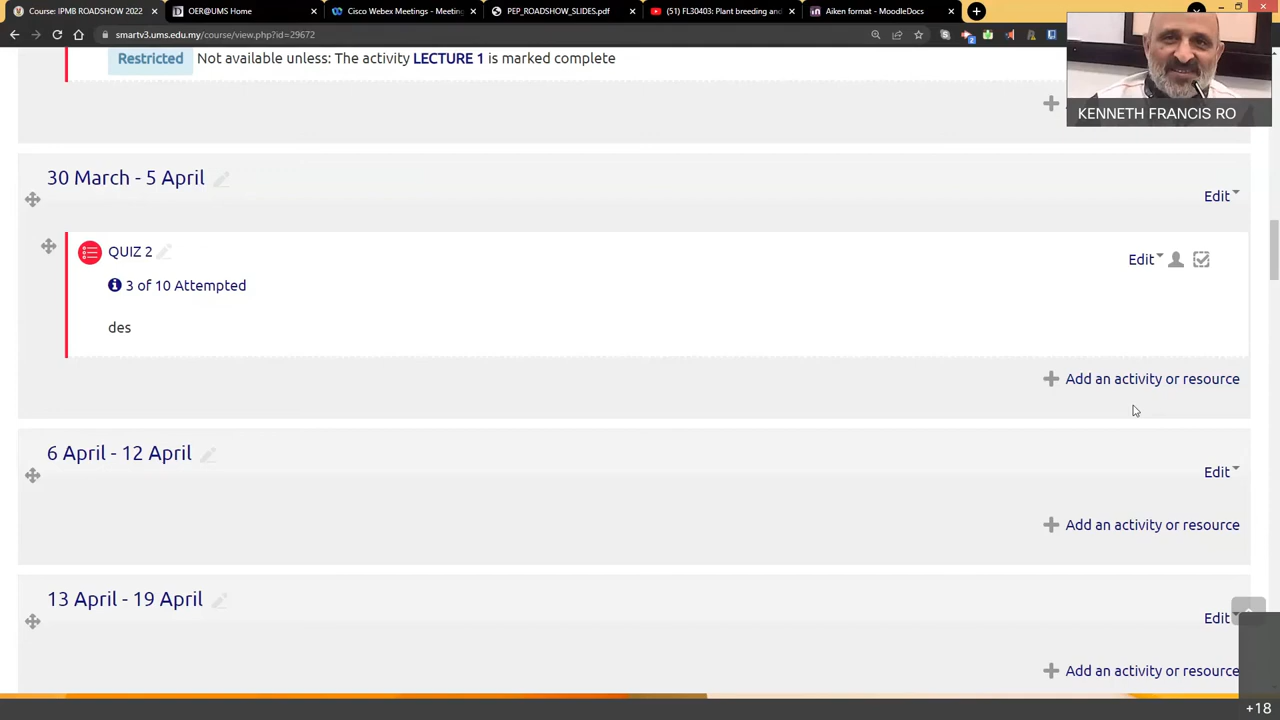 Course: IPMB ROADSHOW 2022
OER@UMS Home
Cisco Webex Meetings - Meeting
PEP_ROADSHOW_SLIDES.pdf
(51) FL30403: Plant breeding and
Aiken format - MoodleDocs
smartv3.ums.edu.my/course/view.php?id=29672
Restricted Not available unless: The activity LECTURE 1 is marked complete
KENNETH FRANCIS RO
30 March - 5 April
Edit
QUIZ 2
Edit
3 of 10 Attempted
des
Add an activity or resource
6 April - 12 April
Edit
Add an activity or resource
13 April - 19 April
Edit
Add an activity or resource
+18